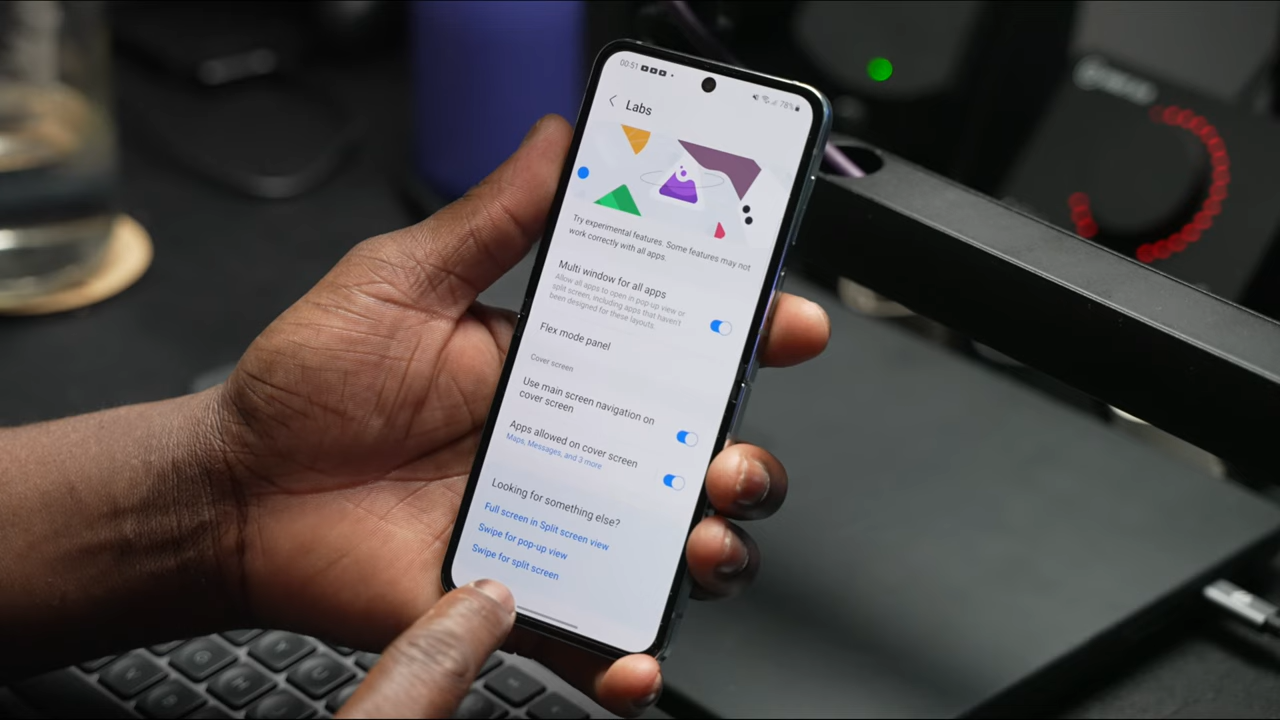 00:51
78%
Labs
Try experimental features. Some features may not
work correctly with all apps.
Multi window for all apps
Allow all apps to open in pop-up view or
split screen, including apps that haven't
been designed for these layouts.
Flex mode panel
Cover screen
Use main screen navigation on
cover screen
Apps allowed on cover screen
Maps, Messages, and 3 more
Looking for something else?
Full screen in Split screen view
Swipe for pop-up view
Swipe for split screen
G
H